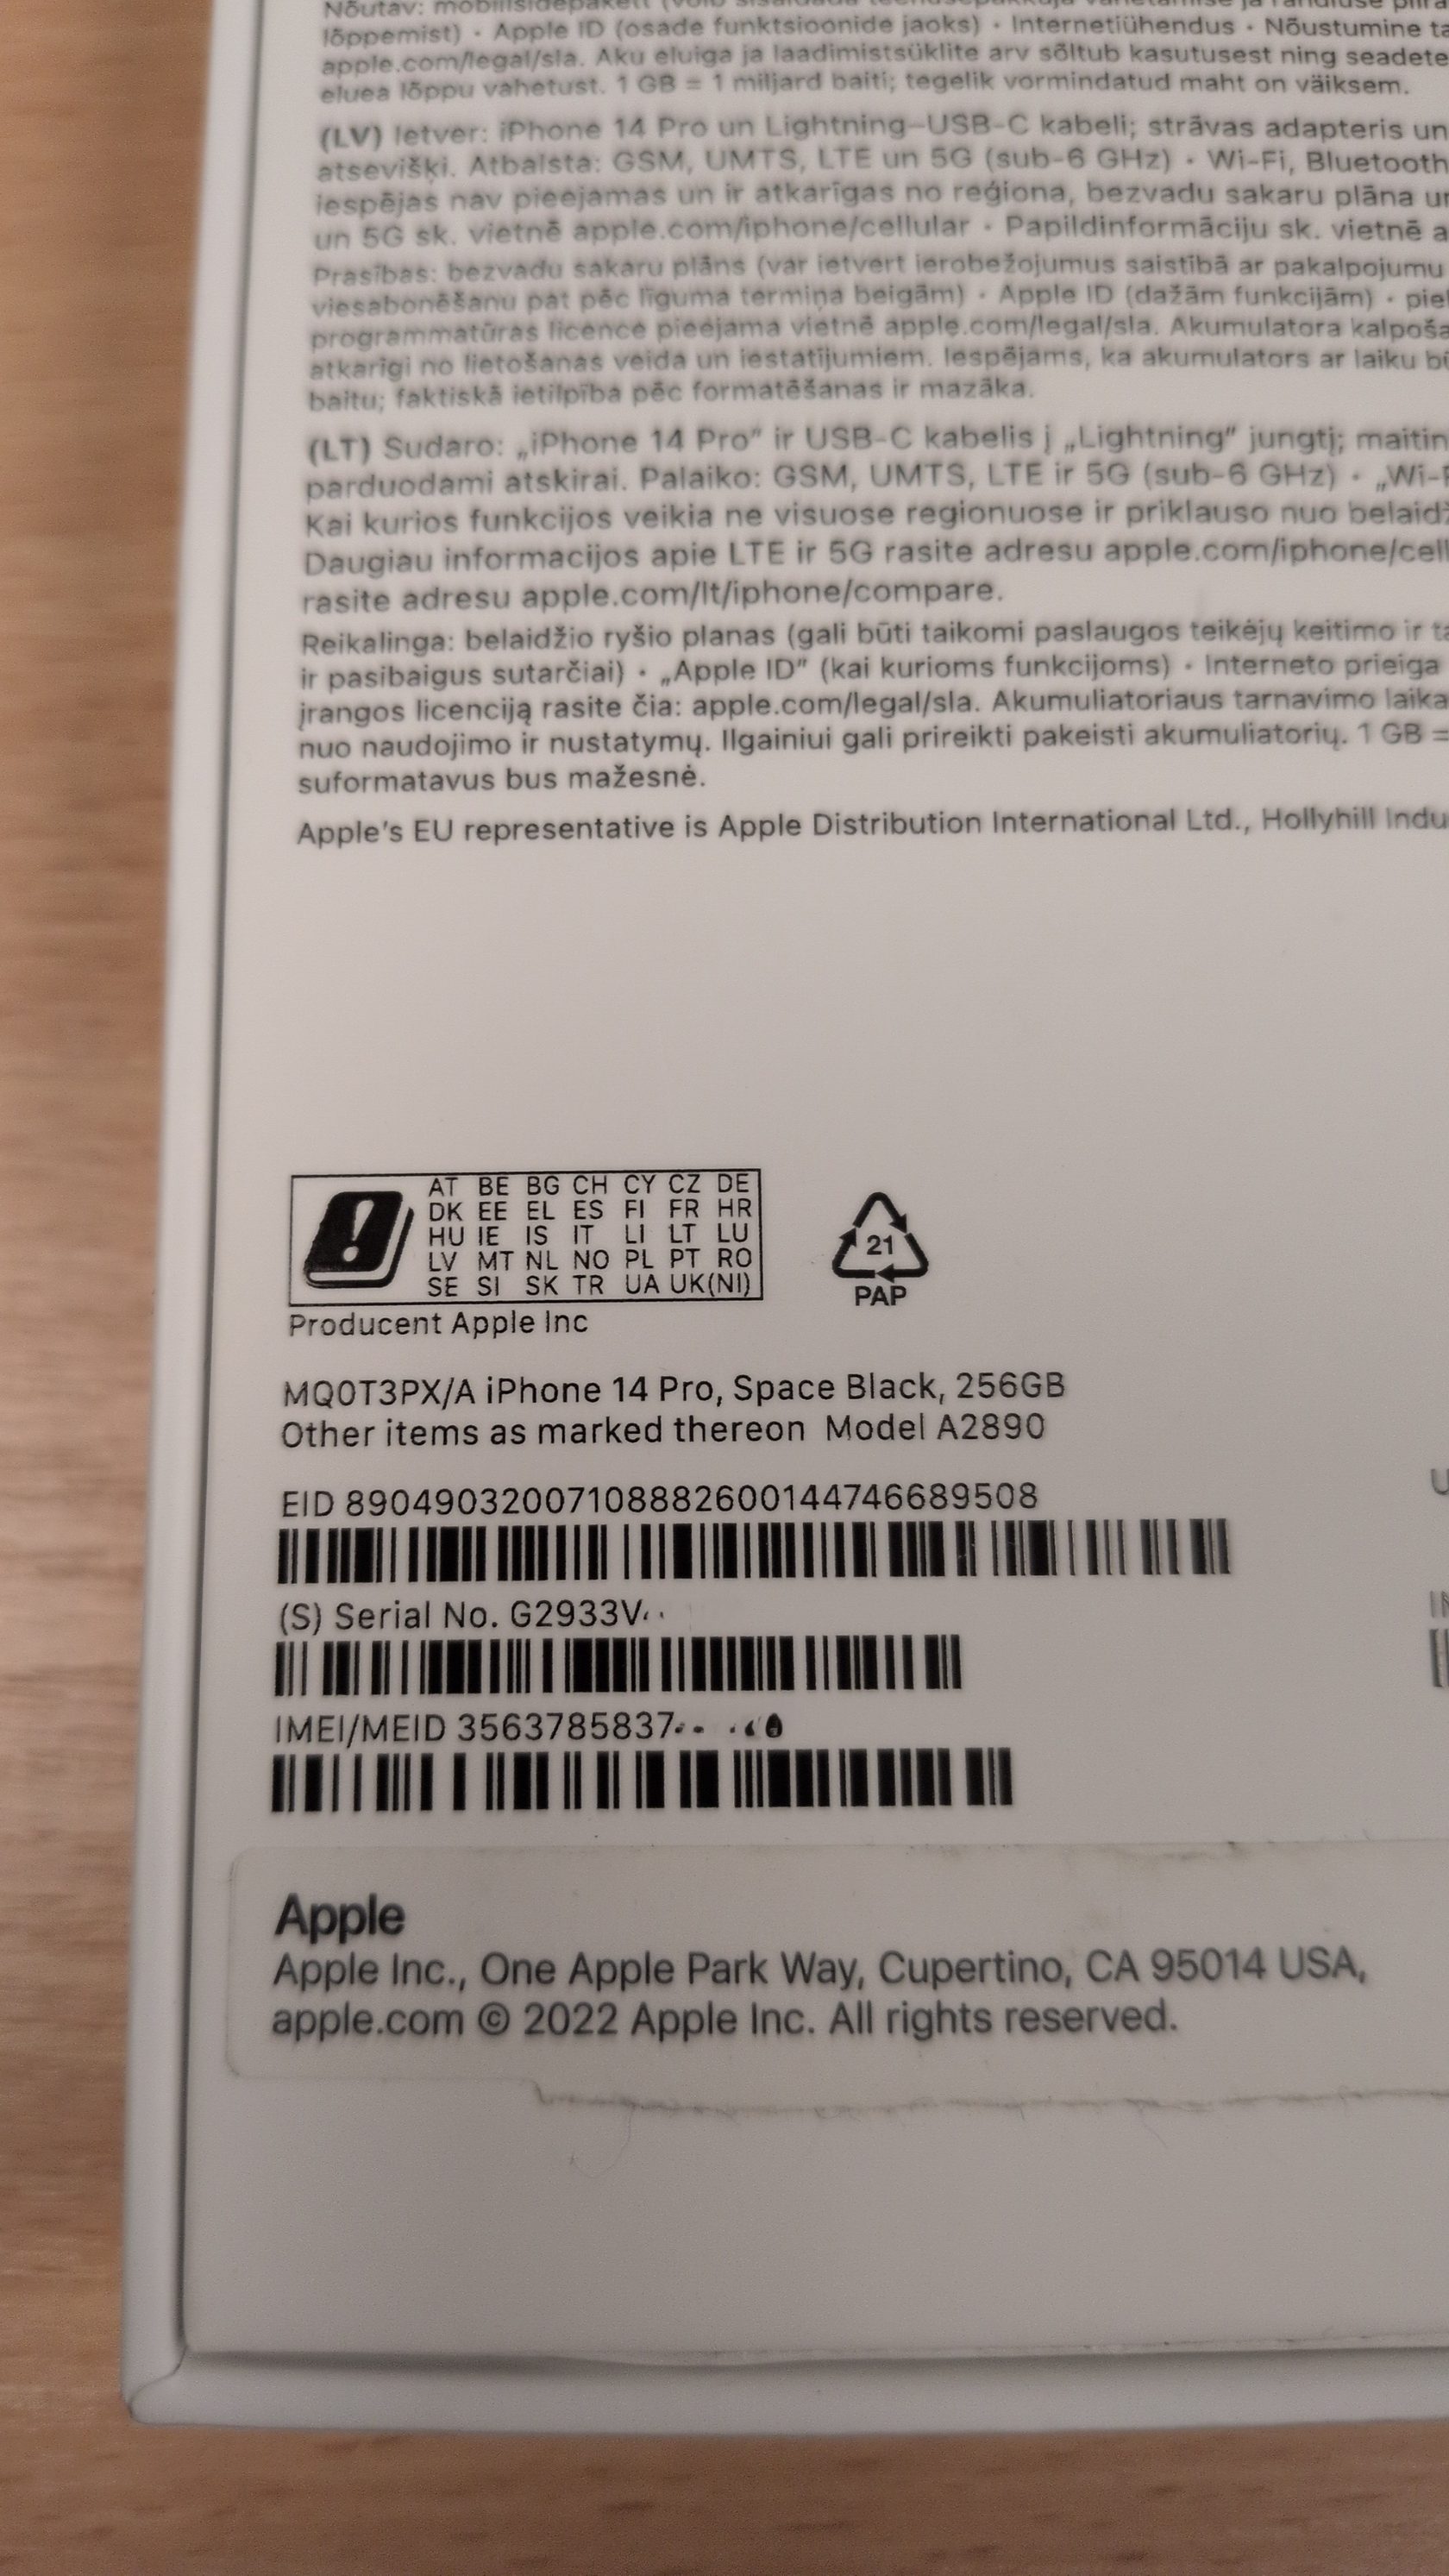 lõppemist) · Apple ID (osade funktsioonide jaoks) · Internetiühendus · Nõustumine
apple.com/legal/sla. Aku eluiga ja laadimistsüklite arv sõltub kasutusest ning seadete
eluea lõppu vahetust. 1 GB = 1 miljard baiti; tegelik vormindatud maht on väiksem.
(LV) Ietver: iPhone 14 Pro un Lightning–USB-C kabeli; strāvas adapteris un
atsevišķi. Atbalsta: GSM, UMTS, LTE un 5G (sub-6 GHz) · Wi-Fi, Bluetooth
iespējas nav pieejamas un ir atkarīgas no reģiona, bezvadu sakaru plāna
un 5G sk. vietnē apple.com/iphone/cellular · Papildinformāciju sk. vietnē
Prasības: bezvadu sakaru plāns (var ietvert ierobežojumus saistībā ar pakalpojumu
viesabonēšanu pat pēc līguma termiņa beigām) · Apple ID (dažām funkcijām) ·
programmatūras licence pieejama vietnē apple.com/legal/sla. Akumulatora
atkarīgi no lietošanas veida un iestatījumiem. Iespējams, ka akumulators ar laiku
baitu; faktiskā ietilpība pēc formatēšanas ir mazāka.
(LT) Sudaro: „iPhone 14 Pro“ ir USB-C kabelis į „Lightning“ jungtį;
parduodami atskirai. Palaiko: GSM, UMTS, LTE ir 5G (sub-6 GHz) ·
Kai kurios funkcijos veikia ne visuose regionuose ir priklauso nuo
Daugiau informacijos apie LTE ir 5G rasite adresu apple.com/iphone/cell
rasite adresu apple.com/lt/iphone/compare.
Reikalinga: belaidžio ryšio planas (gali būti taikomi paslaugos teikėjų keitimo ir
ir pasibaigus sutarčiai) · „Apple ID“ (kai kurioms funkcijoms) · Interneto prieiga
įrangos licenciją rasite čia: apple.com/legal/sla. Akumuliatoriaus tarnavimo laika
nuo naudojimo ir nustatymų. Ilgainiui gali prireikti pakeisti akumuliatorių. 1 GB =
suformatavus bus mažesnė.
Apple's EU representative is Apple Distribution International Ltd., Hollyhill Indu
AT BE BG CH CY CZ DE
DK EE EL ES FI FR HR
HU IE IS IT LI LT LU
LV MT NL NO PL PT RO
SE SI SK TR UA UK(NI)
21
PAP
Producent Apple Inc
MQ0T3PX/A iPhone 14 Pro, Space Black, 256GB
Other items as marked thereon Model A2890
EID 89049032007108882600144746689508
(S) Serial No. G2933V
IMEI/MEID 3563785837
Apple
Apple Inc., One Apple Park Way, Cupertino, CA 95014 USA,
apple.com © 2022 Apple Inc. All rights reserved.